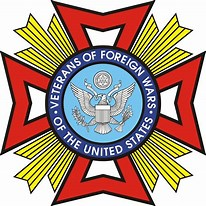 VETERANS OF FOREIGN WARS
OF THE UNITED STATES